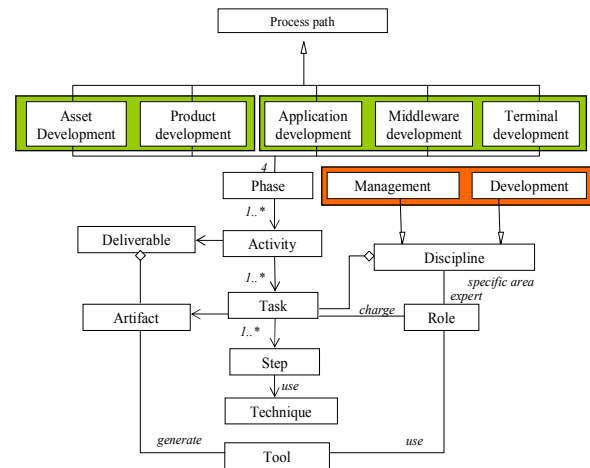 Process path
Asset
Development
Product
development
Application
development
Middleware
development
Terminal
development
4
Phase
Management
Development
1..*
Deliverable
Activity
Discipline
1..*
specific area
expert
Artifact
Task
charge
Role
1..*
Step
use
Technique
generate
Tool
use